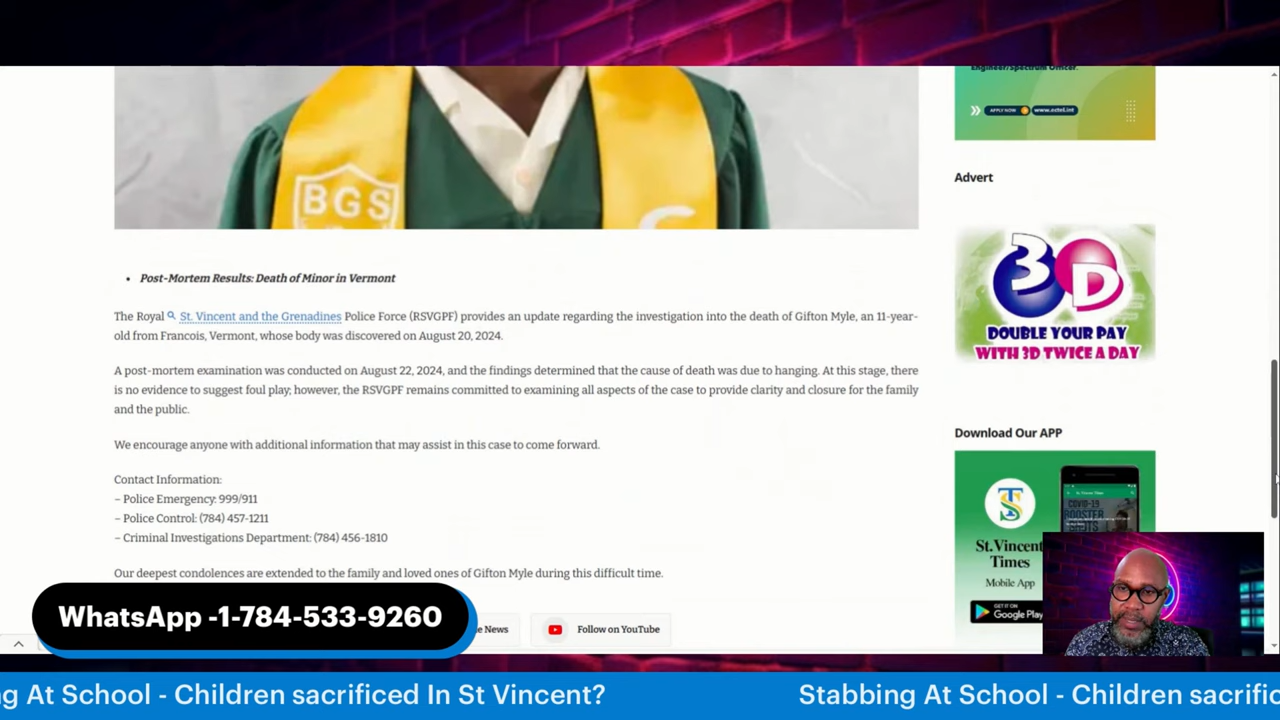 Engineer/Spectrum Officer.
APPLY NOW
www.ectel.int
BGS
Advert
3D
DOUBLE YOUR PAY
WITH 3D TWICE A DAY
• Post-Mortem Results: Death of Minor in Vermont
The Royal St. Vincent and the Grenadines Police Force (RSVGPF) provides an update regarding the investigation into the death of Gifton Myle, an 11-year-
old from Francois, Vermont, whose body was discovered on August 20, 2024.
A post-mortem examination was conducted on August 22, 2024, and the findings determined that the cause of death was due to hanging. At this stage, there
is no evidence to suggest foul play; however, the RSVGPF remains committed to examining all aspects of the case to provide clarity and closure for the family
and the public.
We encourage anyone with additional information that may assist in this case to come forward.
Contact Information:
– Police Emergency: 999/911
– Police Control: (784) 457-1211
– Criminal Investigations Department: (784) 456-1810
Our deepest condolences are extended to the family and loved ones of Gifton Myle during this difficult time.
Download Our APP
St.Vincent
Times
Mobile App
GET IT ON
Google Play
COVID-19
BOOSTER
WhatsApp -1-784-533-9260
e News
Follow on YouTube
g At School - Children sacrificed In St Vincent?
Stabbing At School - Children sacrific